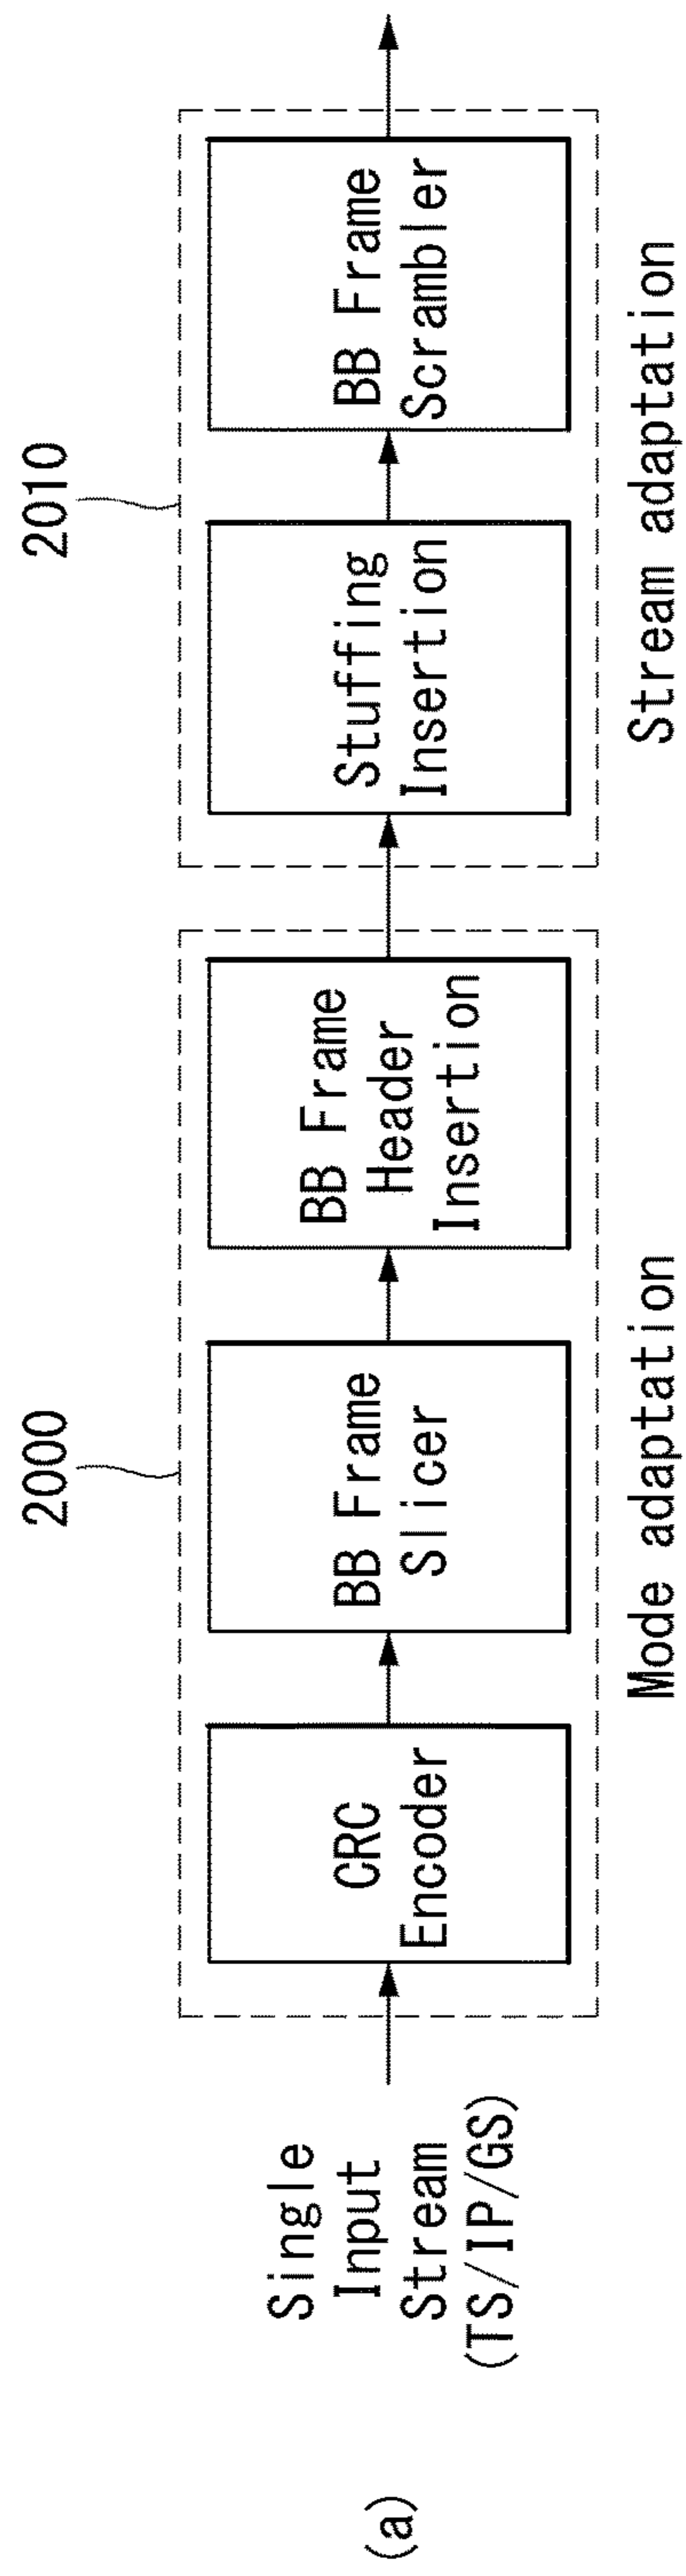 2000
2010
Single
Input
Stream
(TS/IP/GS)
CRC
Encoder
BB Frame
Slicer
BB Frame
Header
Insertion
Stuffing
Insertion
BB Frame
Scrambler
Mode adaptation
Stream adaptation
(a)